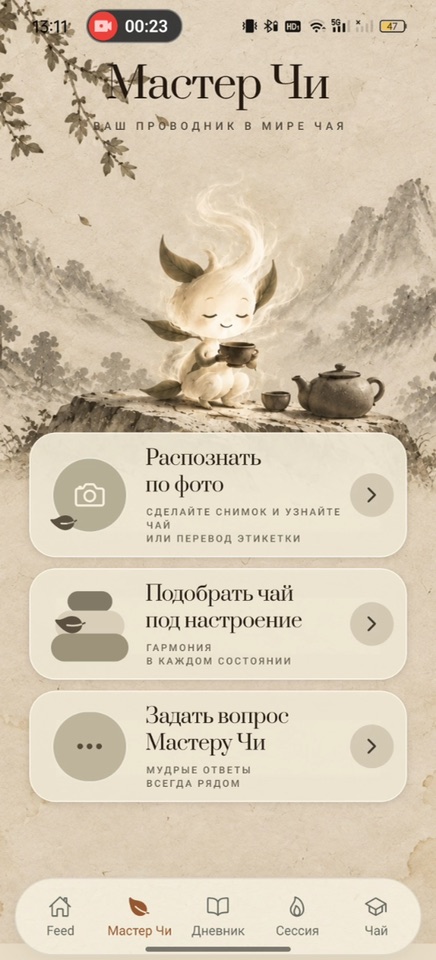 13:11
00:23
HD1
5G
47
Мастер Чи
ВАШ ПРОВОДНИК В МИРЕ ЧАЯ
Распознать
по фото
СДЕЛАЙТЕ СНИМОК И УЗНАЙТЕ
ЧАЙ
ИЛИ ПЕРЕВОД ЭТИКЕТКИ
Подобрать чай
под настроение
ГАРМОНИЯ
В КАЖДОМ СОСТОЯНИИ
Задать вопрос
Мастеру Чи
МУДРЫЕ ОТВЕТЫ
ВСЕГДА РЯДОМ
Feed
Мастер Чи
Дневник
Сессия
Чай